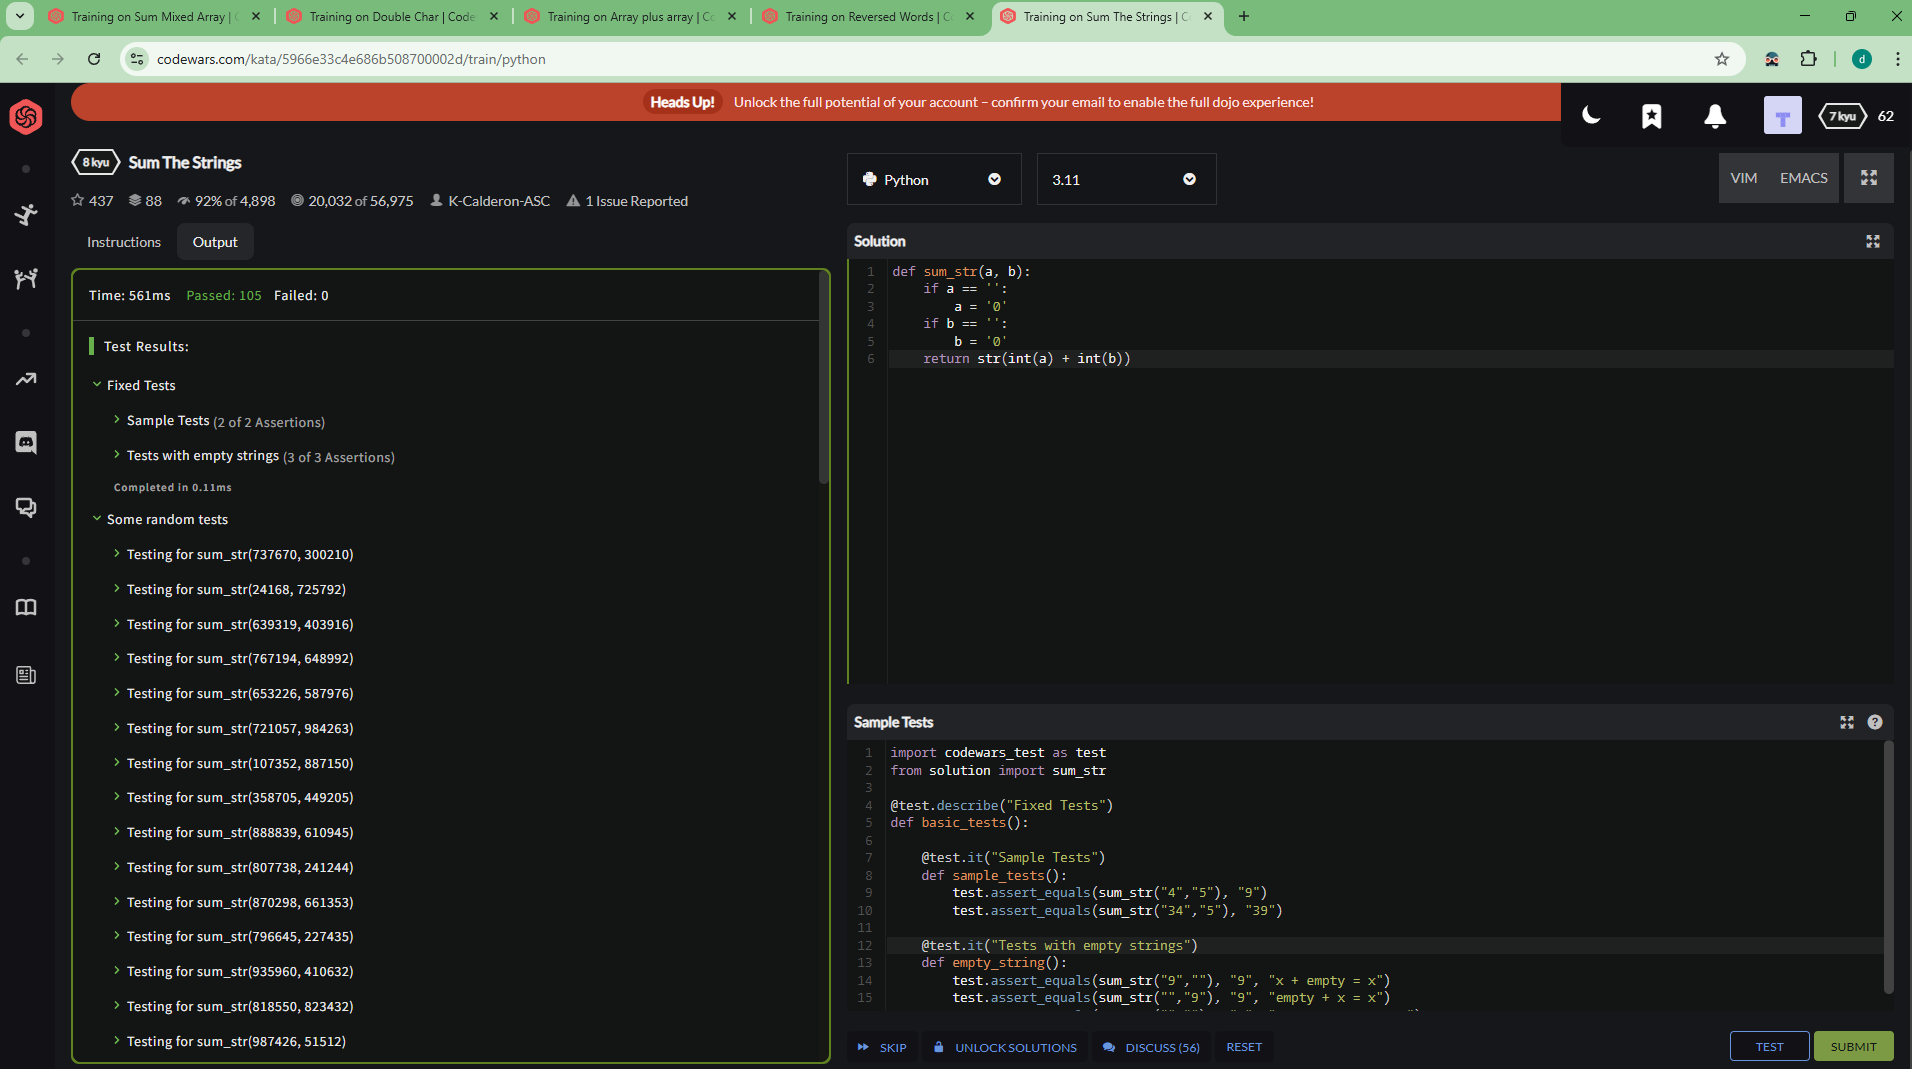 Training on Sum Mixed Array | C
Training on Double Char | Code
Training on Array plus array | Co
Training on Reversed Words | Co
Training on Sum The Strings | Co
codewars.com/kata/5966e33c4e686b508700002d/train/python
d
Heads Up! Unlock the full potential of your account – confirm your email to enable the full dojo experience!
T
7 kyu 62
8 kyu Sum The Strings
437 88 92% of 4,898 20,032 of 56,975 K-Calderon-ASC 1 Issue Reported
Python
3.11
VIM EMACS
Instructions Output
Time: 561ms Passed: 105 Failed: 0
Test Results:
Fixed Tests
Sample Tests (2 of 2 Assertions)
Tests with empty strings (3 of 3 Assertions)
Completed in 0.11ms
Some random tests
Testing for sum_str(737670, 300210)
Testing for sum_str(24168, 725792)
Testing for sum_str(639319, 403916)
Testing for sum_str(767194, 648992)
Testing for sum_str(653226, 587976)
Testing for sum_str(721057, 984263)
Testing for sum_str(107352, 887150)
Testing for sum_str(358705, 449205)
Testing for sum_str(888839, 610945)
Testing for sum_str(807738, 241244)
Testing for sum_str(870298, 661353)
Testing for sum_str(796645, 227435)
Testing for sum_str(935960, 410632)
Testing for sum_str(818550, 823432)
Testing for sum_str(987426, 51512)
Solution
1 def sum_str(a, b):
2 if a == '':
3 a = '0'
4 if b == '':
5 b = '0'
6 return str(int(a) + int(b))
Sample Tests
?
1 import codewars_test as test
2 from solution import sum_str
3
4 @test.describe("Fixed Tests")
5 def basic_tests():
6
7 @test.it("Sample Tests")
8 def sample_tests():
9 test.assert_equals(sum_str("4","5"), "9")
10 test.assert_equals(sum_str("34","5"), "39")
11
12 @test.it("Tests with empty strings")
13 def empty_string():
14 test.assert_equals(sum_str("9",""), "9", "x + empty = x")
15 test.assert_equals(sum_str("","9"), "9", "empty + x = x")
SKIP UNLOCK SOLUTIONS DISCUSS (56) RESET
TEST SUBMIT